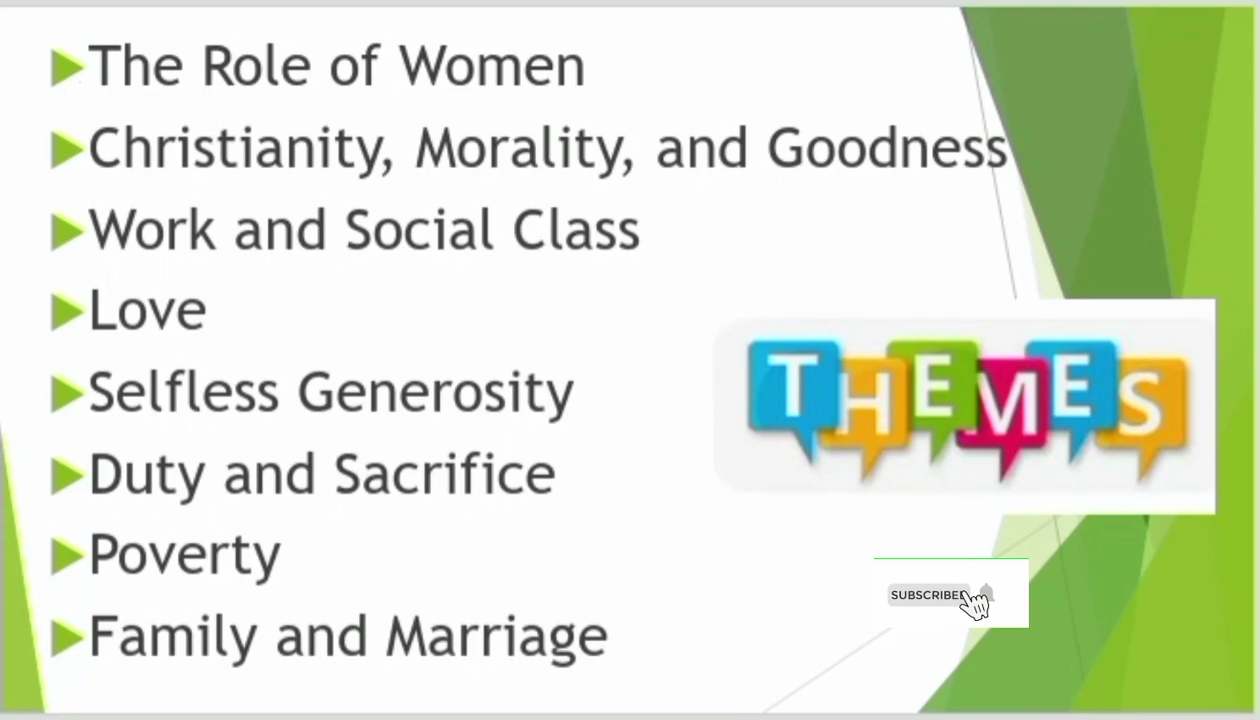 The Role of Women
Christianity, Morality, and Goodness
Work and Social Class
Love
Selfless Generosity
Duty and Sacrifice
Poverty
Family and Marriage
THEMES
SUBSCRIBED